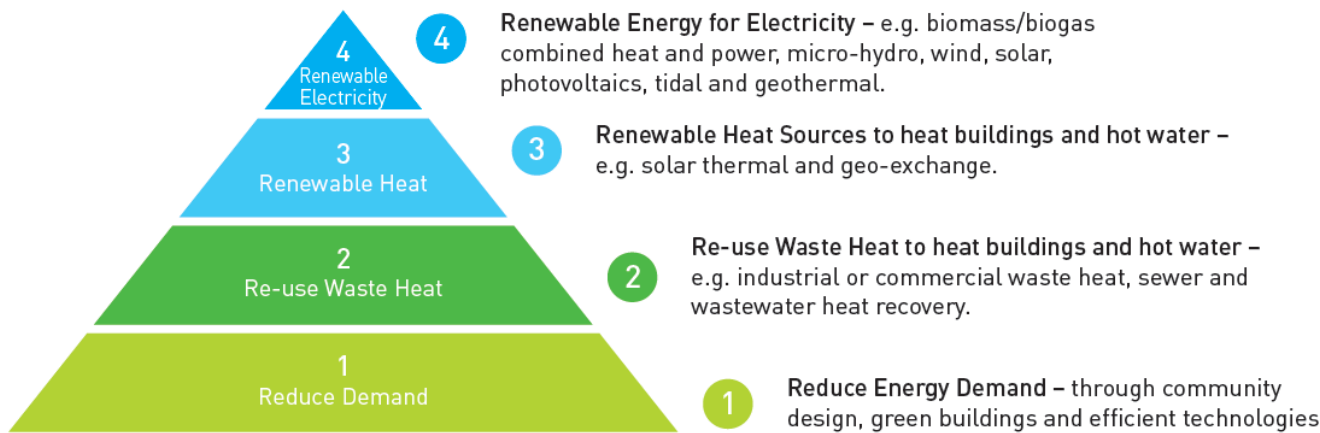 4
Renewable
Electricity
4
Renewable Energy for Electricity – e.g. biomass/biogas
combined heat and power, micro-hydro, wind, solar,
photovoltaics, tidal and geothermal.
3
Renewable Heat
3
Renewable Heat Sources to heat buildings and hot water –
e.g. solar thermal and geo-exchange.
2
Re-use Waste Heat
2
Re-use Waste Heat to heat buildings and hot water –
e.g. industrial or commercial waste heat, sewer and
wastewater heat recovery.
1
Reduce Demand
1
Reduce Energy Demand – through community
design, green buildings and efficient technologies